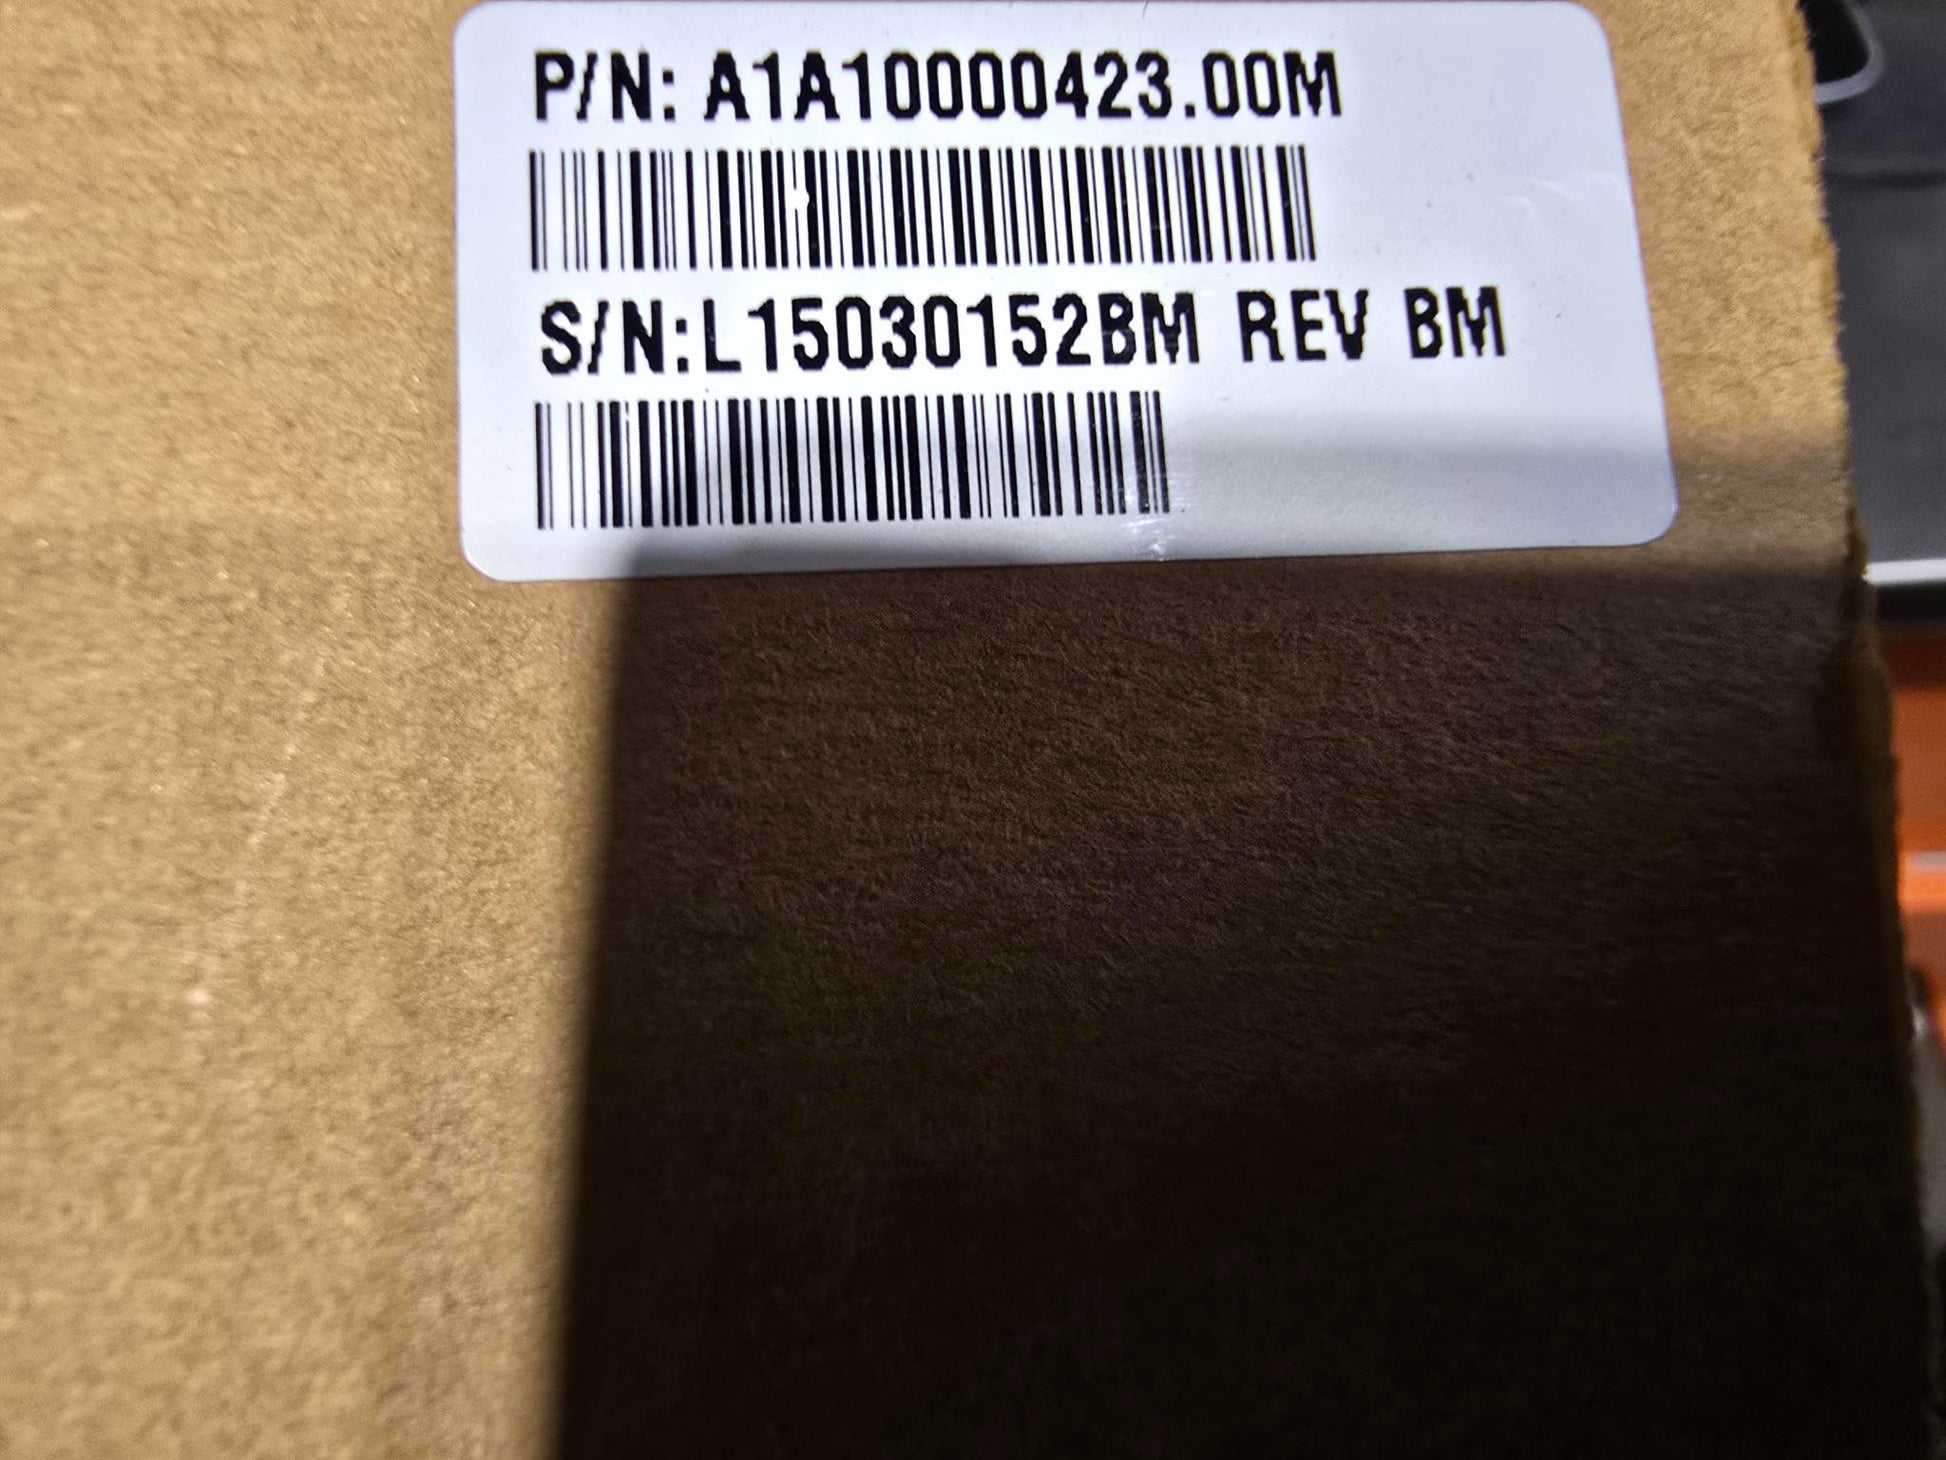 P/N: A1A10000423.00M
S/N:L15030152BM REV BM